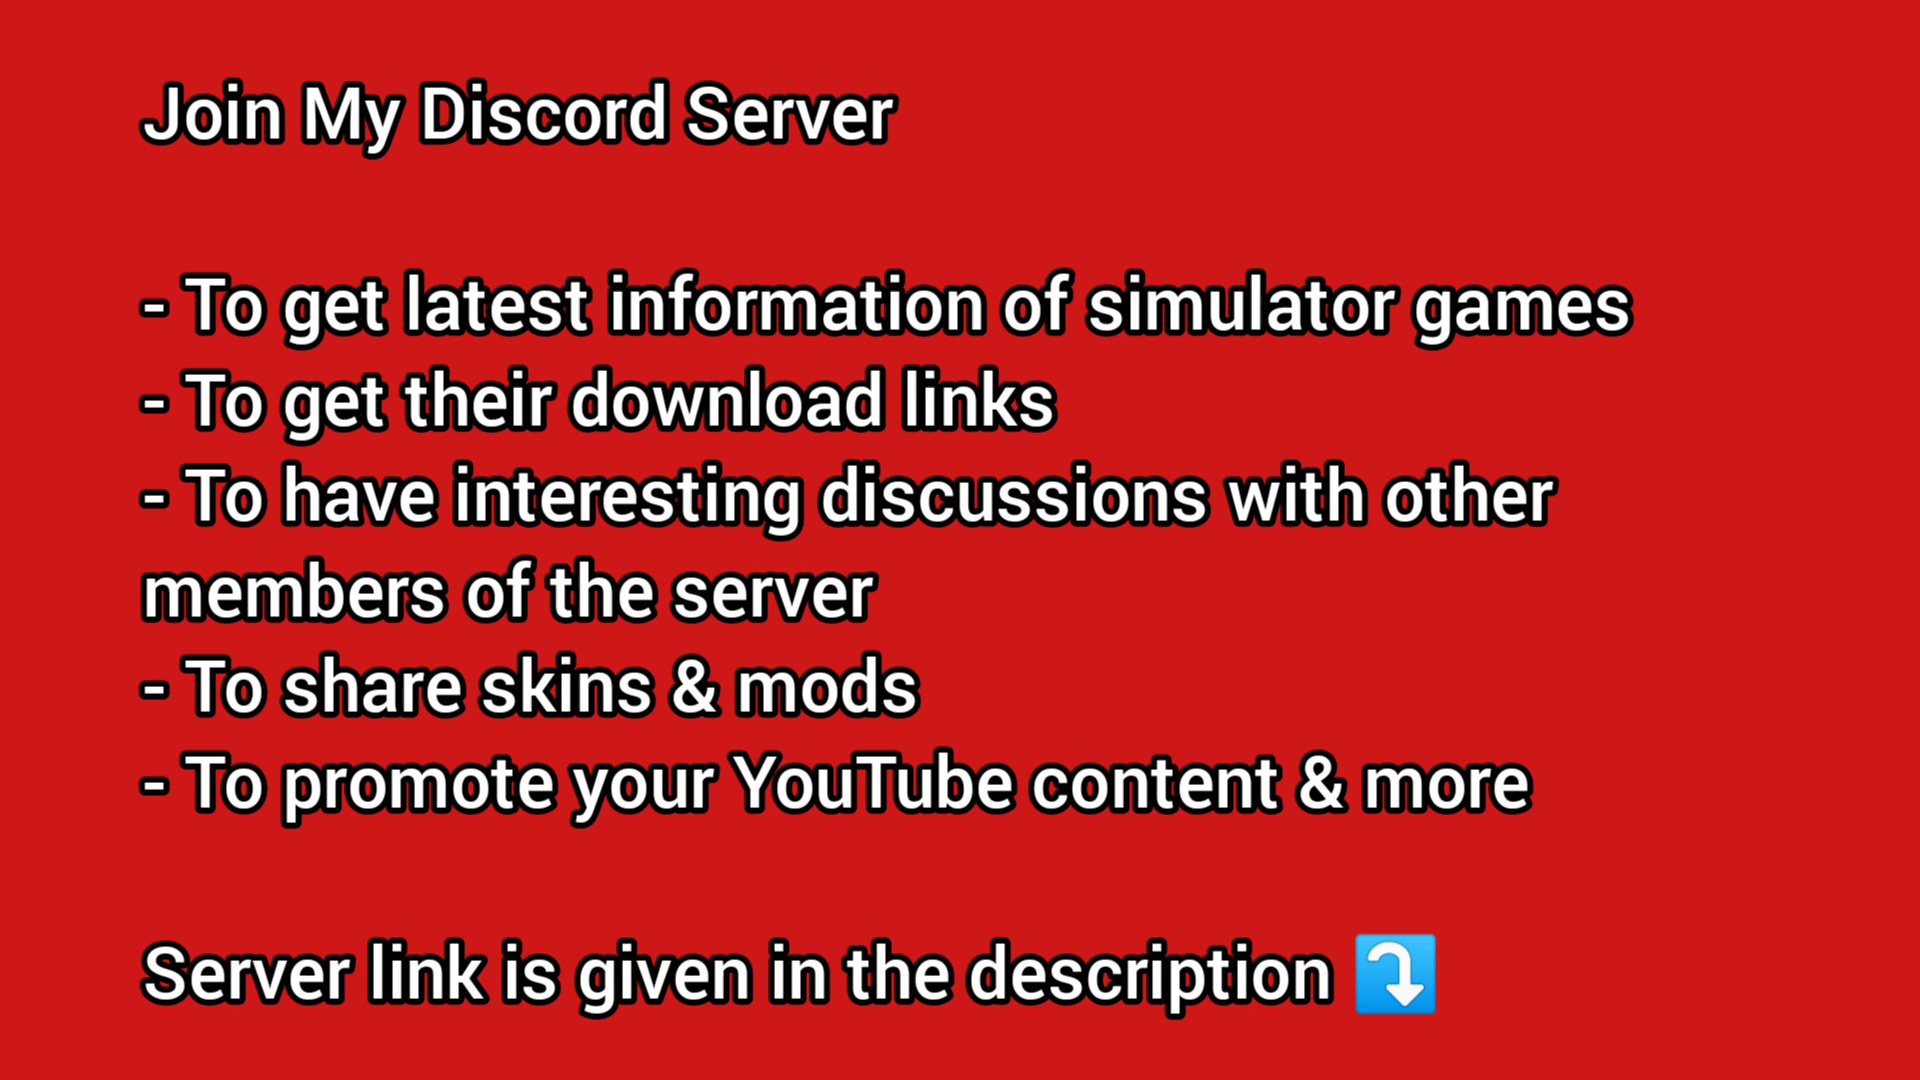 Join My Discord Server
- To get latest information of simulator games
- To get their download links
- To have interesting discussions with other
members of the server
- To share skins & mods
- To promote your YouTube content & more
Server link is given in the description ⤵️